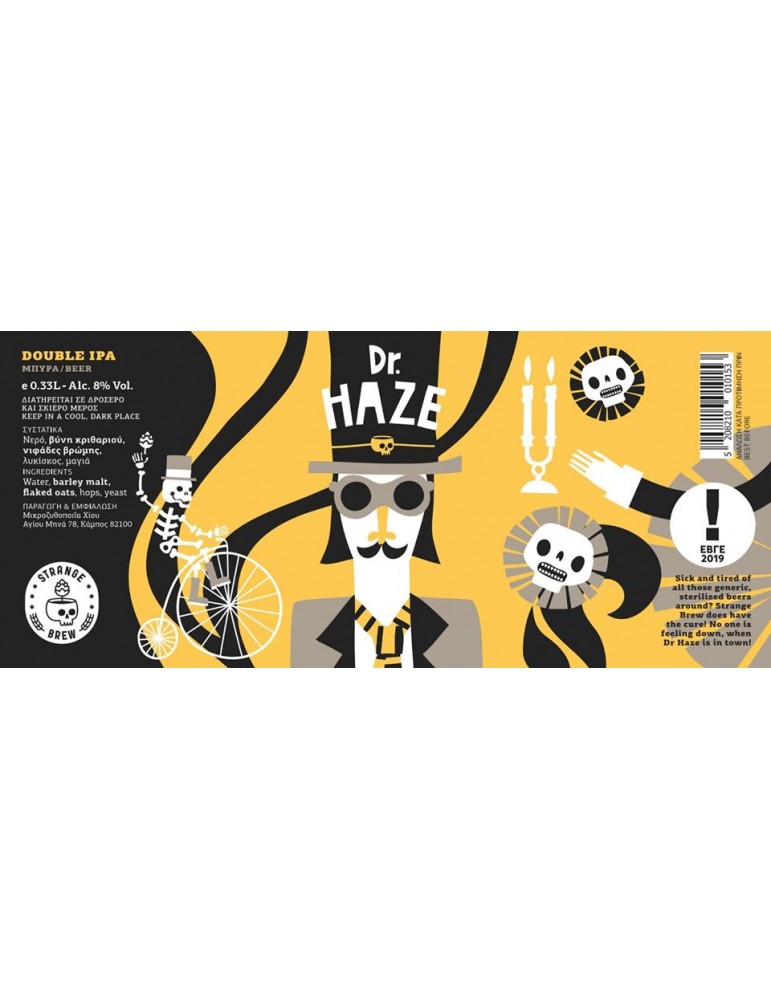 DOUBLE IPA
ΜΠΥΡΑ/BEER
e 0.33L - Alc. 8% Vol.
ΔΙΑΤΗΡΕΙΤΑΙ ΣΕ ΔΡΟΣΕΡΟ
ΚΑΙ ΣΚΙΕΡΟ ΜΕΡΟΣ
KEEP IN A COOL, DARK PLACE
ΣΥΣΤΑΤΙΚΑ
Νερό, βύνη κριθαριού,
νιφάδες βρώμης,
λυκίσκος, μαγιά
INGREDIENTS
Water, barley malt,
flaked oats, hops, yeast
ΠΑΡΑΓΩΓΗ & ΕΜΦΙΑΛΩΣΗ
Μικροζυθοποιΐα Χίου
Αγίου Μηνά 78, Κάμπος 82100
STRANGE
BREW
Dr.
HAZE
5 208210 010153
ΑΝΑΛΩΣΗ ΚΑΤΑ ΠΡΟΤΙΜΗΣΗ ΠΡΙΝ
BEST BEFORE
!
ΕΒΓΕ
2019
Sick and tired of
all those generic,
sterilized beers
around? Strange
Brew does have
the cure! No one is
feeling down, when
Dr Haze is in town!